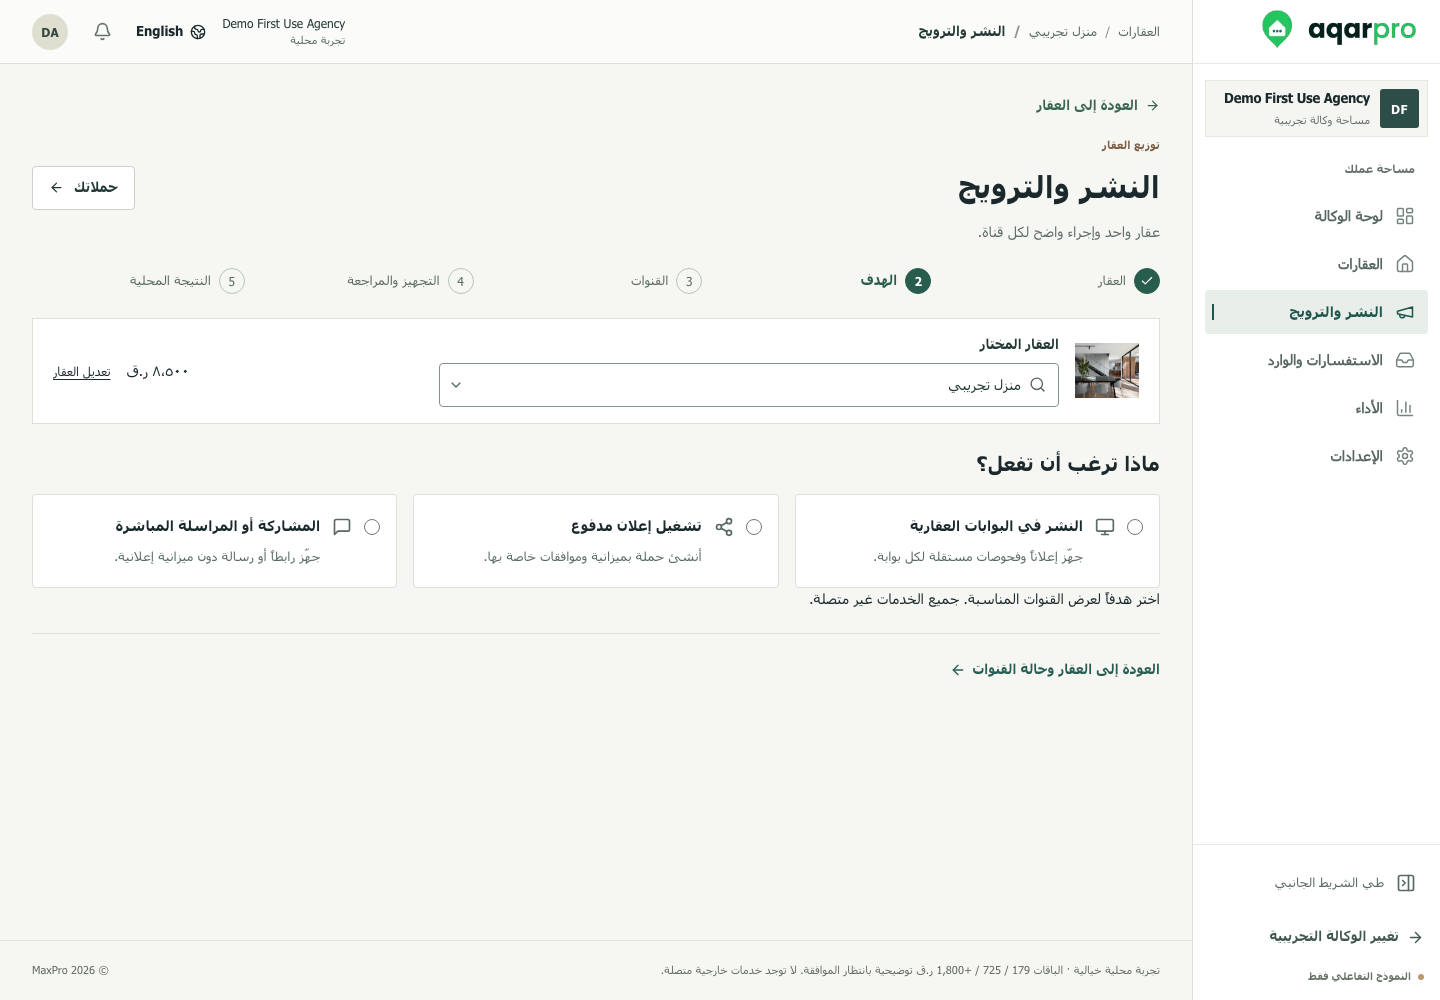 aqarpro
DF
Demo First Use Agency
مساحة وكالة تجريبية
مساحة عملك
لوحة الوكالة
العقارات
النشر والترويج
الاستفسارات والوارد
الأداء
الإعدادات
طي الشريط الجانبي
تغيير الوكالة التجريبية
النموذج التفاعلي فقط
العقارات / منزل تجريبي / النشر والترويج
Demo First Use Agency
تجربة محلية
English
DA
العودة إلى العقار
توزيع العقار
النشر والترويج
حملاتك
عقار واحد وإجراء واضح لكل قناة.
العقار
2 الهدف
3 القنوات
4 التجهيز والمراجعة
5 النتيجة المحلية
العقار المختار
منزل تجريبي
٨،٥٠٠ ر.ق
تعديل العقار
ماذا ترغب أن تفعل؟
النشر في البوابات العقارية
جهّز إعلاناً وفحوصات مستقلة لكل بوابة.
تشغيل إعلان مدفوع
أنشئ حملة بميزانية وموافقات خاصة بها.
المشاركة أو المراسلة المباشرة
جهّز رابطاً أو رسالة دون ميزانية إعلانية.
اختر هدفاً لعرض القنوات المناسبة. جميع الخدمات غير متصلة.
العودة إلى العقار وحالة القنوات
تجربة محلية خيالية · الباقات 179 / 725 / +1,800 ر.ق توضيحية بانتظار الموافقة. لا توجد خدمات خارجية متصلة.
MaxPro 2026 ©